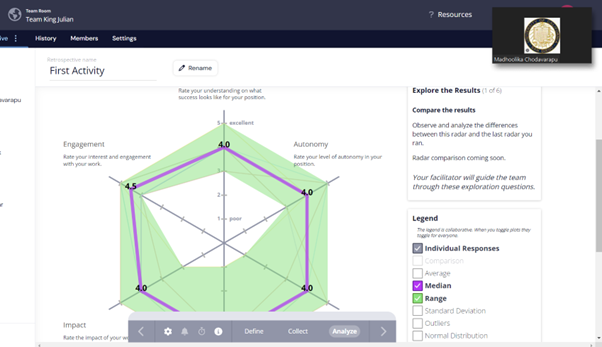 Team Room
Team King Julian
? Resources
Madhoolika Chodavarapu
ive
History
Members
Settings
Retrospective name
First Activity
Rename
avarapu
Rate your understanding on what
success looks like for your position.
5
excellent
4.0
Engagement
Rate your interest and engagement
with your work.
4.5
Autonomy
Rate your level of autonomy in your
position.
4.0
3
2
1
poor
4.0
4.0
Impact
Rate the impact of your wo
Define
Collect
Analyze
Explore the Results (1 of 6)
Compare the results
Observe and analyze the differences
between this radar and the last radar you
ran.
Radar comparison coming soon.
Your facilitator will guide the team
through these exploration questions.
Legend
The legend is collaborative. When you toggle plots they
toggle for everyone.
Individual Responses
Comparison
Average
Median
Range
Standard Deviation
Outliers
Normal Distribution